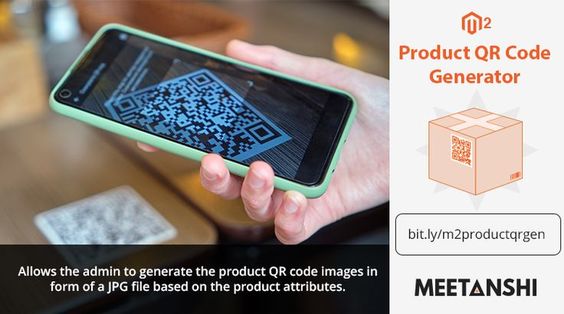 M2
Product QR Code
Generator
bit.ly/m2productqrgen
MEETANSHI
Allows the admin to generate the product QR code images in
form of a JPG file based on the product attributes.